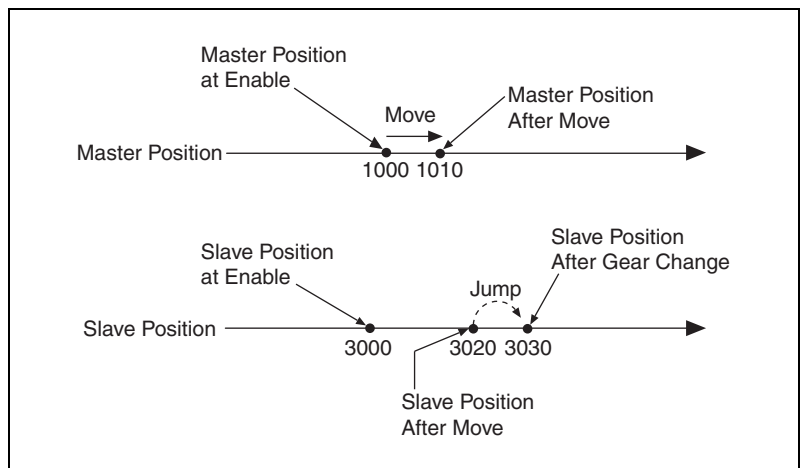 Master Position
at Enable
Move
Master Position
After Move
Master Position
1000 1010
Slave Position
at Enable
Slave Position
After Gear Change
Jump
Slave Position
3000 3020 3030
Slave Position
After Move